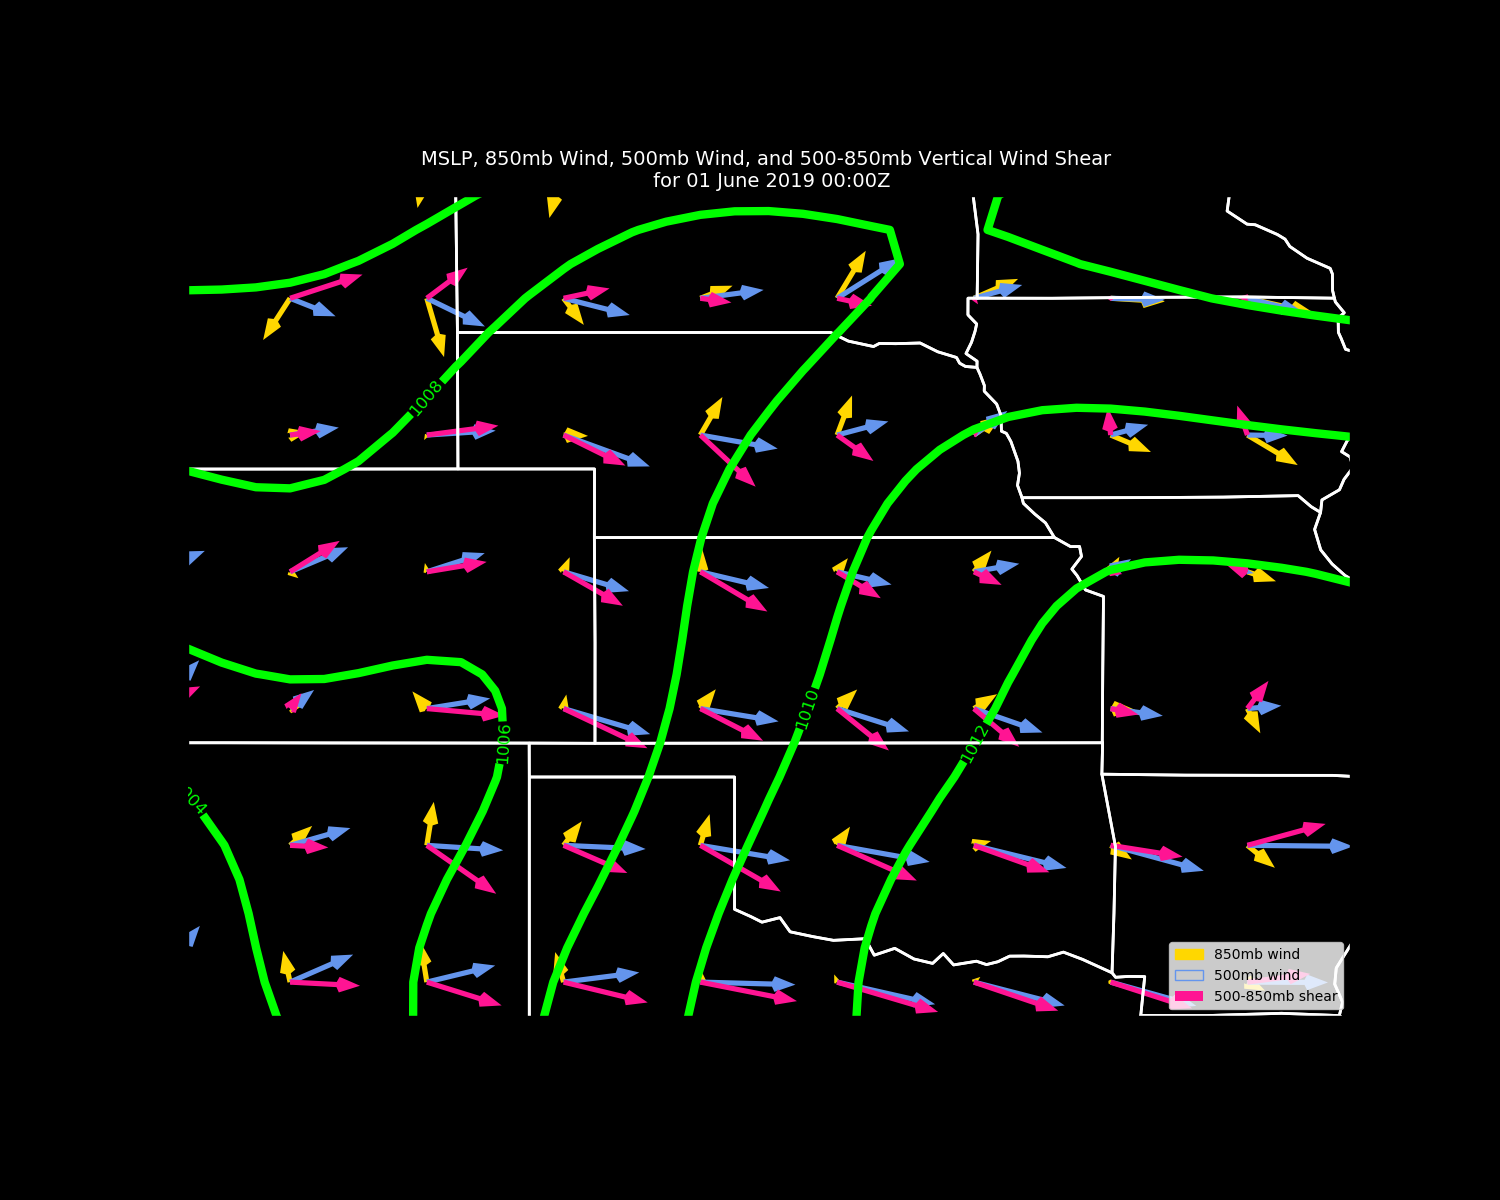 MSLP, 850mb Wind, 500mb Wind, and 500-850mb Vertical Wind Shear
for 01 June 2019 00:00Z
1008
1010
1006
1012
004
850mb wind
500mb wind
500-850mb shear